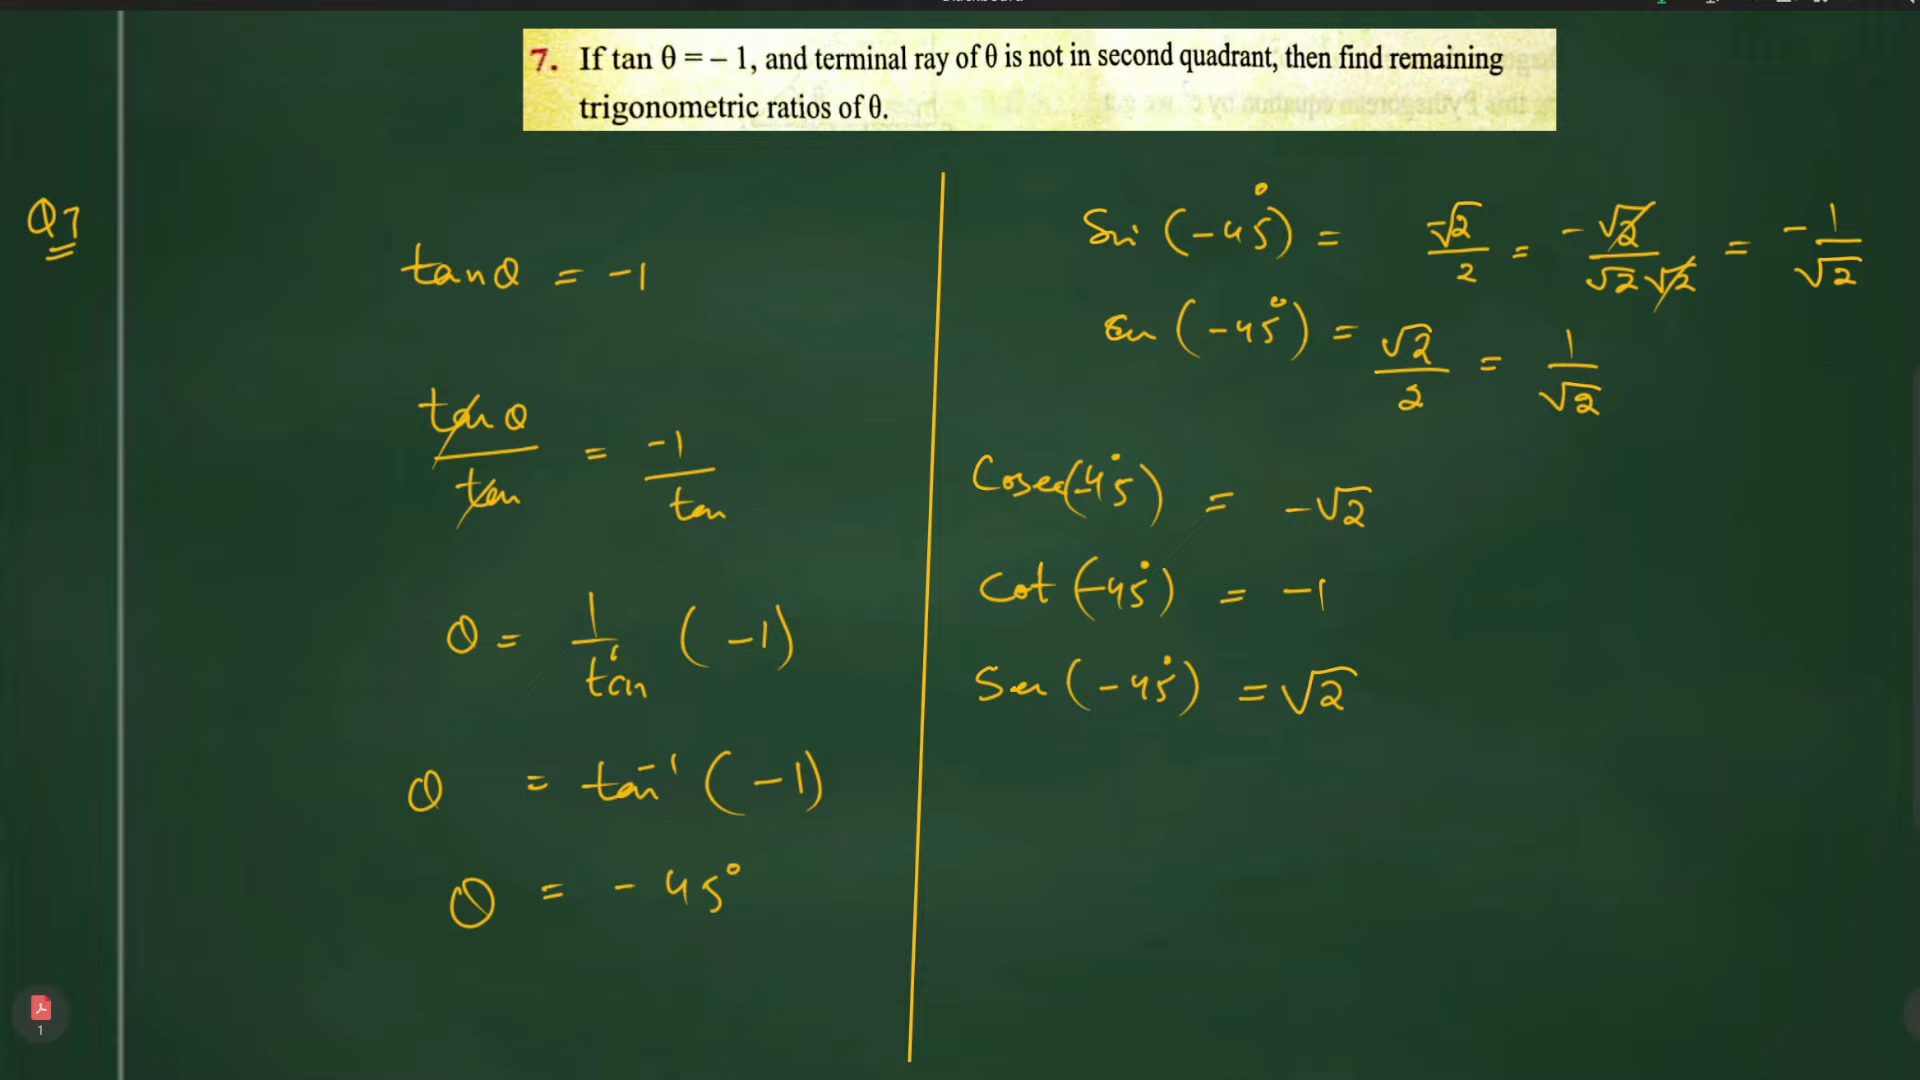 7. If tan θ = – 1, and terminal ray of θ is not in second quadrant, then find remaining
trigonometric ratios of θ.
Q7
tanθ = -1
tanθ/tan = -1/tan
θ = 1/tan (-1)
θ = tan⁻¹(-1)
θ = -45°
Sin (-45°) = -√2/2 = -√2/√2√2 = -1/√2
(-45°) = √2/2 = 1/√2
Cosec(-45°) = -√2
Cot (-45°) = -1
Sec (-45°) = √2
1